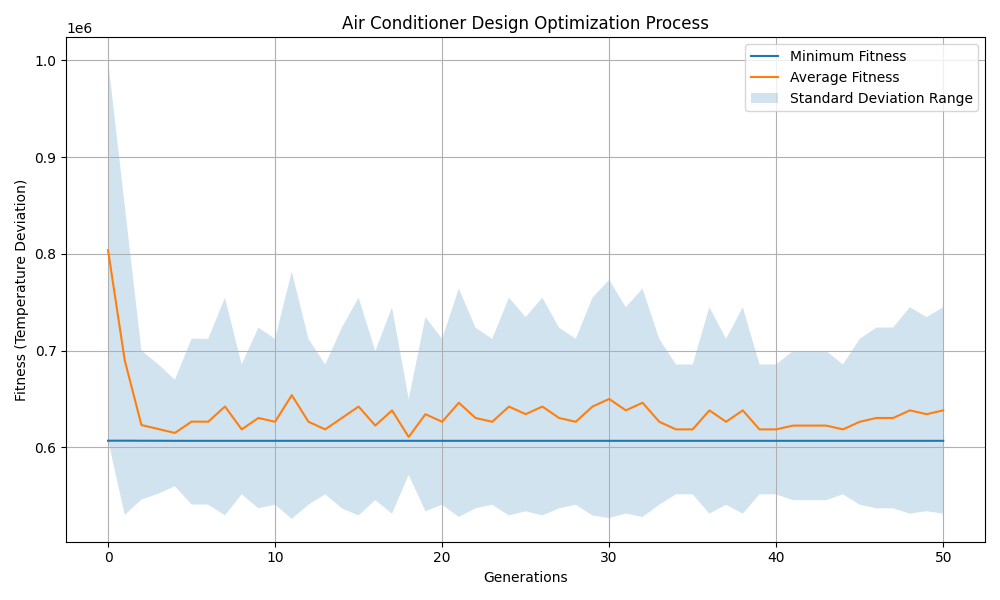 Air Conditioner Design Optimization Process
1e6
Minimum Fitness
Average Fitness
Standard Deviation Range
1.0
0.9
0.8
0.7
0.6
Fitness (Temperature Deviation)
0 10 20 30 40 50
Generations